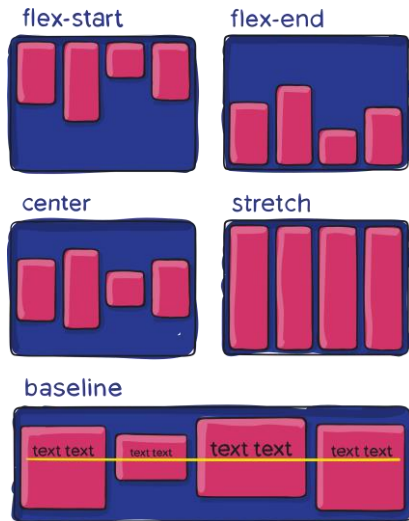 flex-start
flex-end
center
stretch
baseline
text text
text text
text text
text text